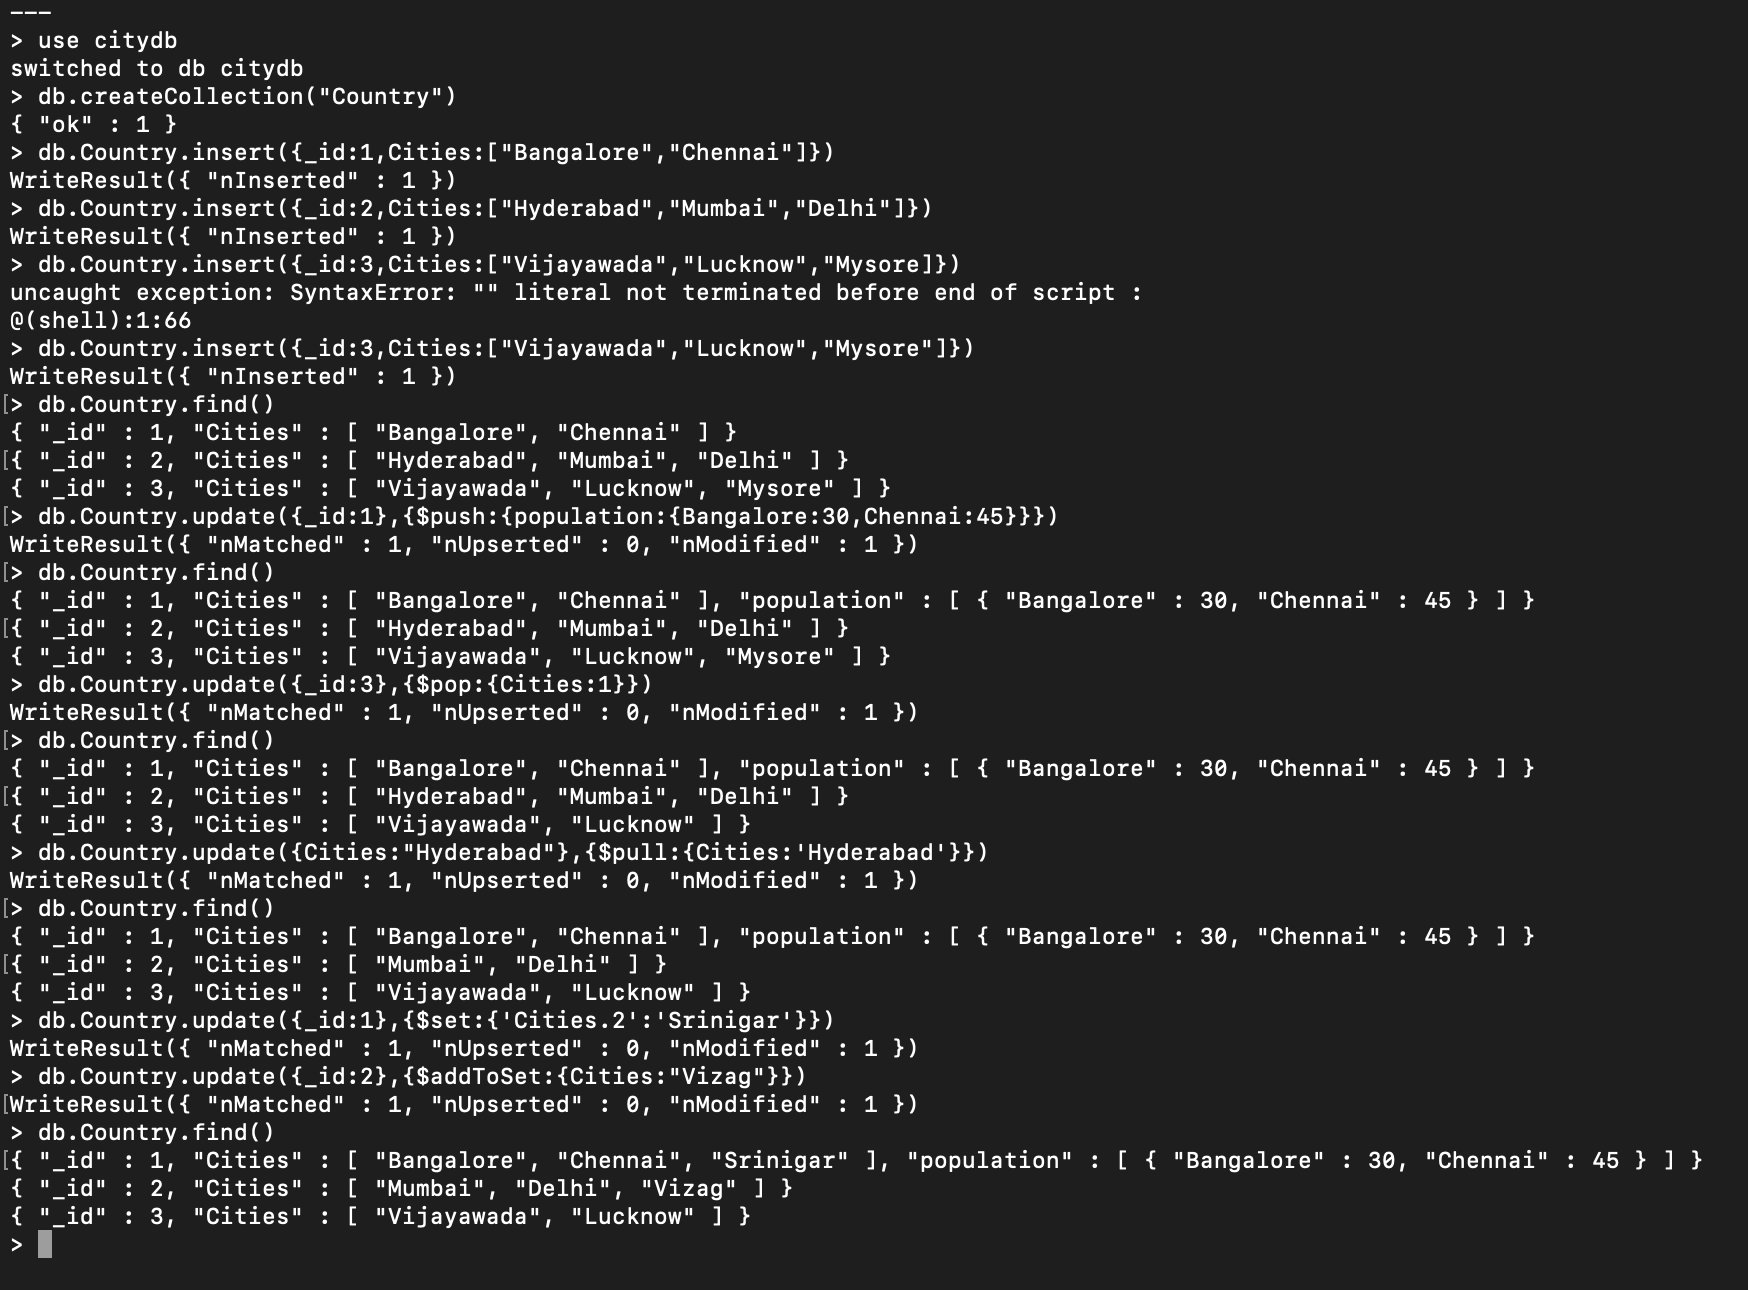 ---
> use citydb
switched to db citydb
> db.createCollection("Country")
{ "ok" : 1 }
> db.Country.insert({_id:1,Cities:["Bangalore","Chennai"]})
WriteResult({ "nInserted" : 1 })
> db.Country.insert({_id:2,Cities:["Hyderabad","Mumbai","Delhi"]})
WriteResult({ "nInserted" : 1 })
> db.Country.insert({_id:3,Cities:["Vijayawada","Lucknow","Mysore]})
uncaught exception: SyntaxError: "" literal not terminated before end of script :
@(shell):1:66
> db.Country.insert({_id:3,Cities:["Vijayawada","Lucknow","Mysore"]})
WriteResult({ "nInserted" : 1 })
[> db.Country.find()
{ "_id" : 1, "Cities" : [ "Bangalore", "Chennai" ] }
[{ "_id" : 2, "Cities" : [ "Hyderabad", "Mumbai", "Delhi" ] }
{ "_id" : 3, "Cities" : [ "Vijayawada", "Lucknow", "Mysore" ] }
[> db.Country.update({_id:1},{$push:{population:{Bangalore:30,Chennai:45}}})
WriteResult({ "nMatched" : 1, "nUpserted" : 0, "nModified" : 1 })
[> db.Country.find()
{ "_id" : 1, "Cities" : [ "Bangalore", "Chennai" ], "population" : [ { "Bangalore" : 30, "Chennai" : 45 } ] }
[{ "_id" : 2, "Cities" : [ "Hyderabad", "Mumbai", "Delhi" ] }
{ "_id" : 3, "Cities" : [ "Vijayawada", "Lucknow", "Mysore" ] }
> db.Country.update({_id:3},{$pop:{Cities:1}})
WriteResult({ "nMatched" : 1, "nUpserted" : 0, "nModified" : 1 })
[> db.Country.find()
{ "_id" : 1, "Cities" : [ "Bangalore", "Chennai" ], "population" : [ { "Bangalore" : 30, "Chennai" : 45 } ] }
[{ "_id" : 2, "Cities" : [ "Hyderabad", "Mumbai", "Delhi" ] }
{ "_id" : 3, "Cities" : [ "Vijayawada", "Lucknow" ] }
> db.Country.update({Cities:"Hyderabad"},{$pull:{Cities:'Hyderabad'}})
WriteResult({ "nMatched" : 1, "nUpserted" : 0, "nModified" : 1 })
[> db.Country.find()
{ "_id" : 1, "Cities" : [ "Bangalore", "Chennai" ], "population" : [ { "Bangalore" : 30, "Chennai" : 45 } ] }
[{ "_id" : 2, "Cities" : [ "Mumbai", "Delhi" ] }
{ "_id" : 3, "Cities" : [ "Vijayawada", "Lucknow" ] }
> db.Country.update({_id:1},{$set:{'Cities.2':'Srinigar'}})
WriteResult({ "nMatched" : 1, "nUpserted" : 0, "nModified" : 1 })
> db.Country.update({_id:2},{$addToSet:{Cities:"Vizag"}})
[WriteResult({ "nMatched" : 1, "nUpserted" : 0, "nModified" : 1 })
> db.Country.find()
[{ "_id" : 1, "Cities" : [ "Bangalore", "Chennai", "Srinigar" ], "population" : [ { "Bangalore" : 30, "Chennai" : 45 } ] }
{ "_id" : 2, "Cities" : [ "Mumbai", "Delhi", "Vizag" ] }
{ "_id" : 3, "Cities" : [ "Vijayawada", "Lucknow" ] }
>